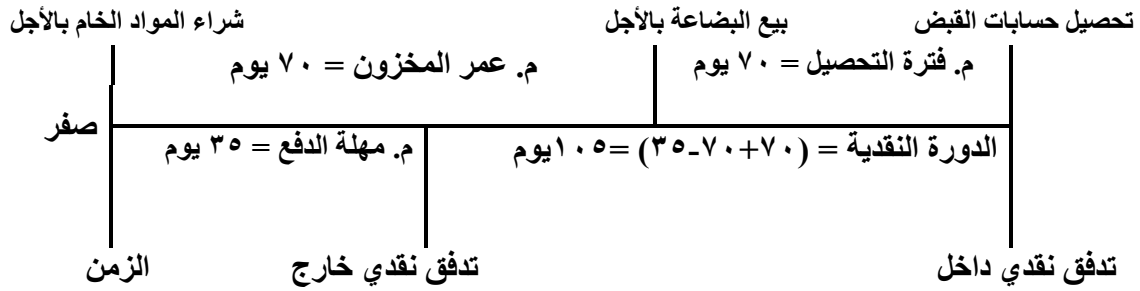 شراء المواد الخام بالأجل
بيع البضاعة بالأجل
تحصيل حسابات القبض
م. عمر المخزون = ٧٠ يوم
م. فترة التحصيل = ٧٠ يوم
صفر
م. مهلة الدفع = ٣٥ يوم
الدورة النقدية = (٧٠+٧٠-٣٥) =١٠٥يوم
الزمن
تدفق نقدي خارج
تدفق نقدي داخل